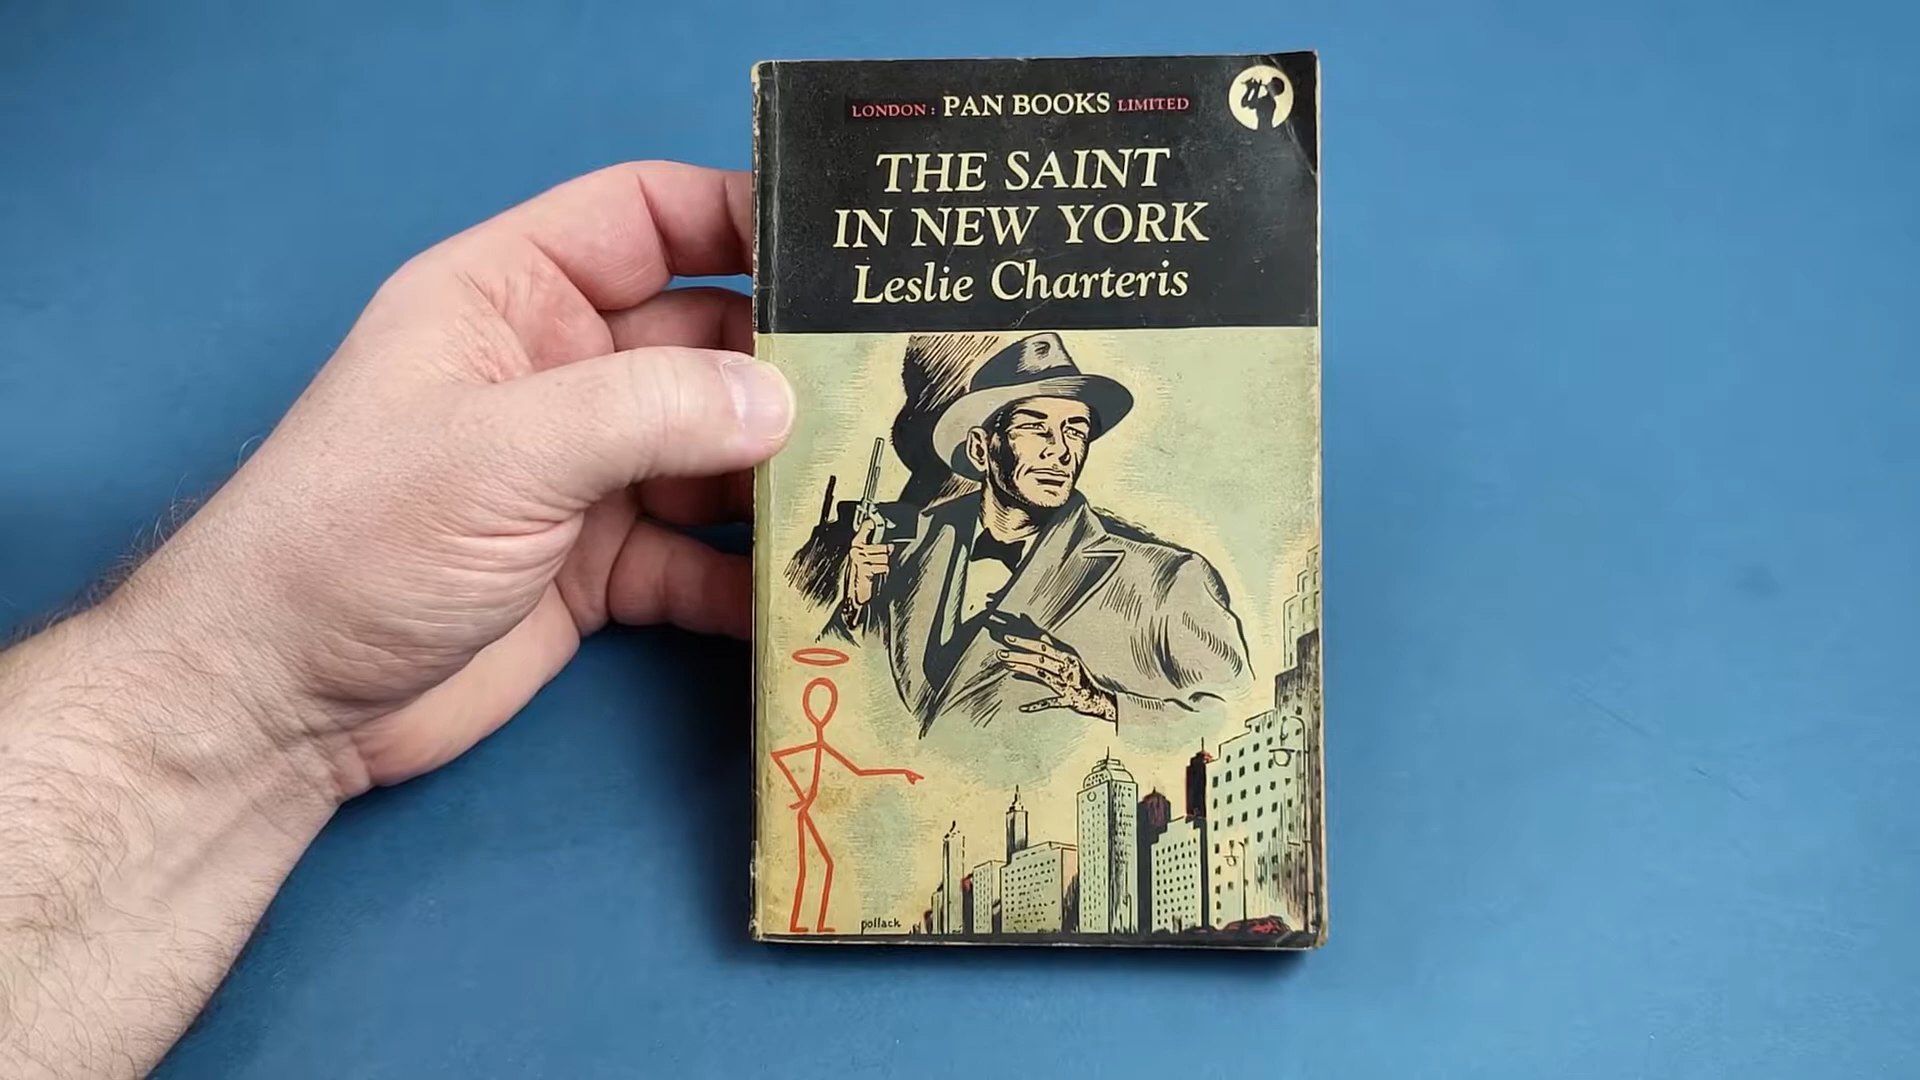 LONDON: PAN BOOKS LIMITED
THE SAINT
IN NEW YORK
Leslie Charteris
pollack